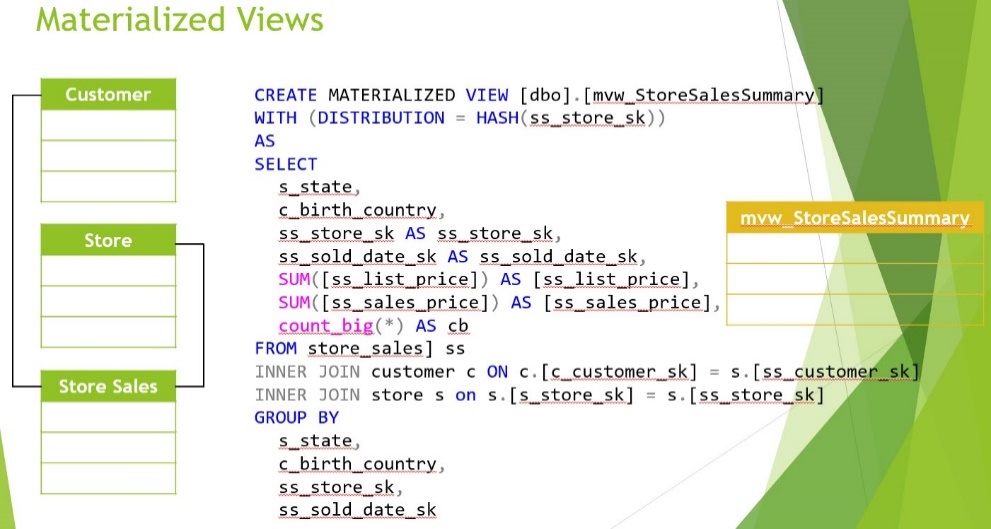 Materialized Views
Customer
Store
Store Sales
CREATE MATERIALIZED VIEW [dbo].[mvw_StoreSalesSummary]
WITH (DISTRIBUTION = HASH(ss_store_sk))
AS
SELECT
s_state,
c_birth_country,
ss_store_sk AS ss_store_sk,
ss_sold_date_sk AS ss_sold_date_sk,
SUM([ss_list_price]) AS [ss_list_price],
SUM([ss_sales_price]) AS [ss_sales_price],
count_big(*) AS cb
FROM store_sales] ss
INNER JOIN customer c ON c.[c_customer_sk] = s.[ss_customer_sk]
INNER JOIN store s on s.[s_store_sk] = s.[ss_store_sk]
GROUP BY
s_state,
c_birth_country,
ss_store_sk,
ss_sold_date_sk
mvw_StoreSalesSummary